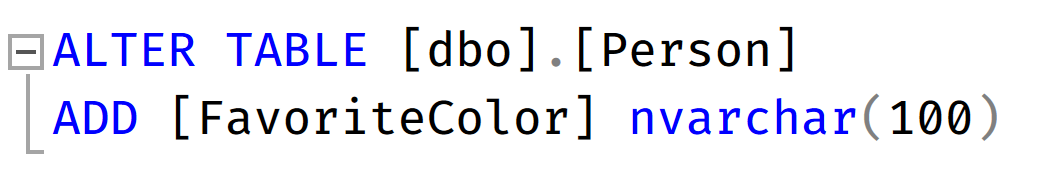 ALTER TABLE [dbo].[Person]
ADD [FavoriteColor] nvarchar(100)